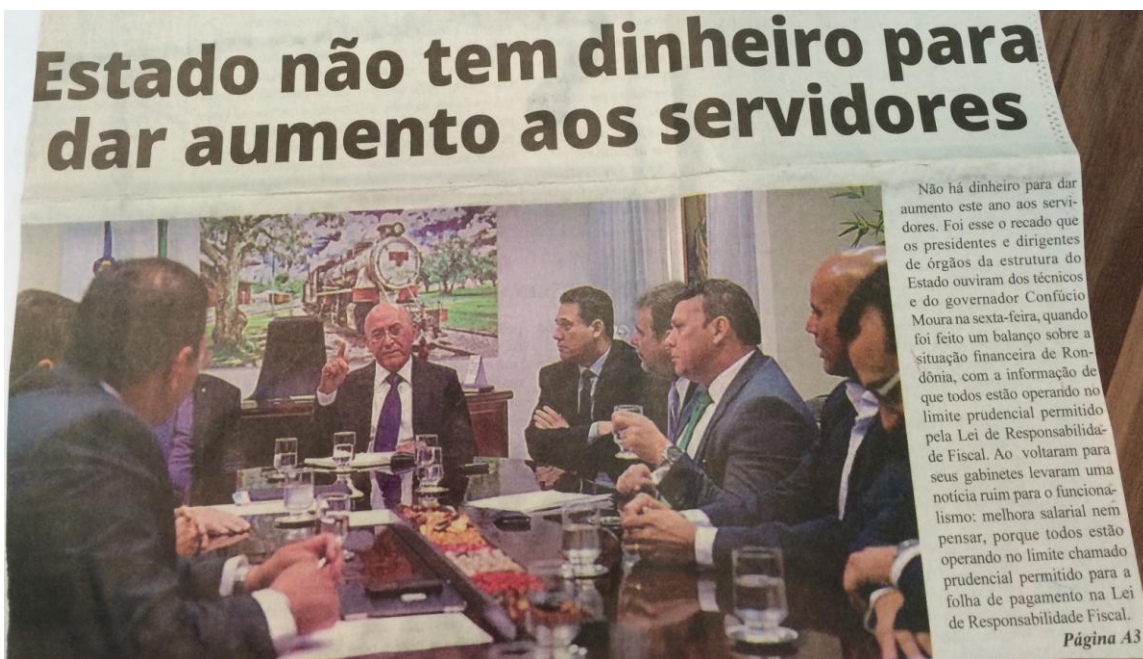 Estado não tem dinheiro para
dar aumento aos servidores
Não há dinheiro para dar
aumento este ano aos servi-
dores. Foi esse o recado que
os presidentes e dirigentes
de órgãos da estrutura do
Estado ouviram dos técnicos
e do governador Confúcio
Moura na sexta-feira, quando
foi feito um balanço sobre a
situação financeira de Ron-
dônia, com a informação de
que todos estão operando no
limite prudencial permitido
pela Lei de Responsabilida-
de Fiscal. Ao voltaram para
seus gabinetes levaram uma
notícia ruim para o funciona-
lismo: melhora salarial nem
pensar, porque todos estão
operando no limite chamado
prudencial permitido para a
folha de pagamento na Lei
de Responsabilidade Fiscal.
Página A3